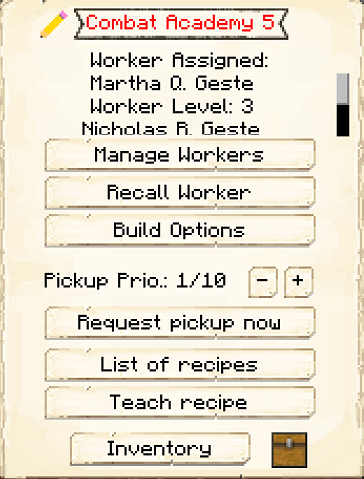 Combat Academy 5
Worker Assigned:
Martha Q. Geste
Worker Level: 3
Nicholas R. Geste
Manage Workers
Recall Worker
Build Options
Pickup Prio.: 1/10 - +
Request pickup now
List of recipes
Teach recipe
Inventory